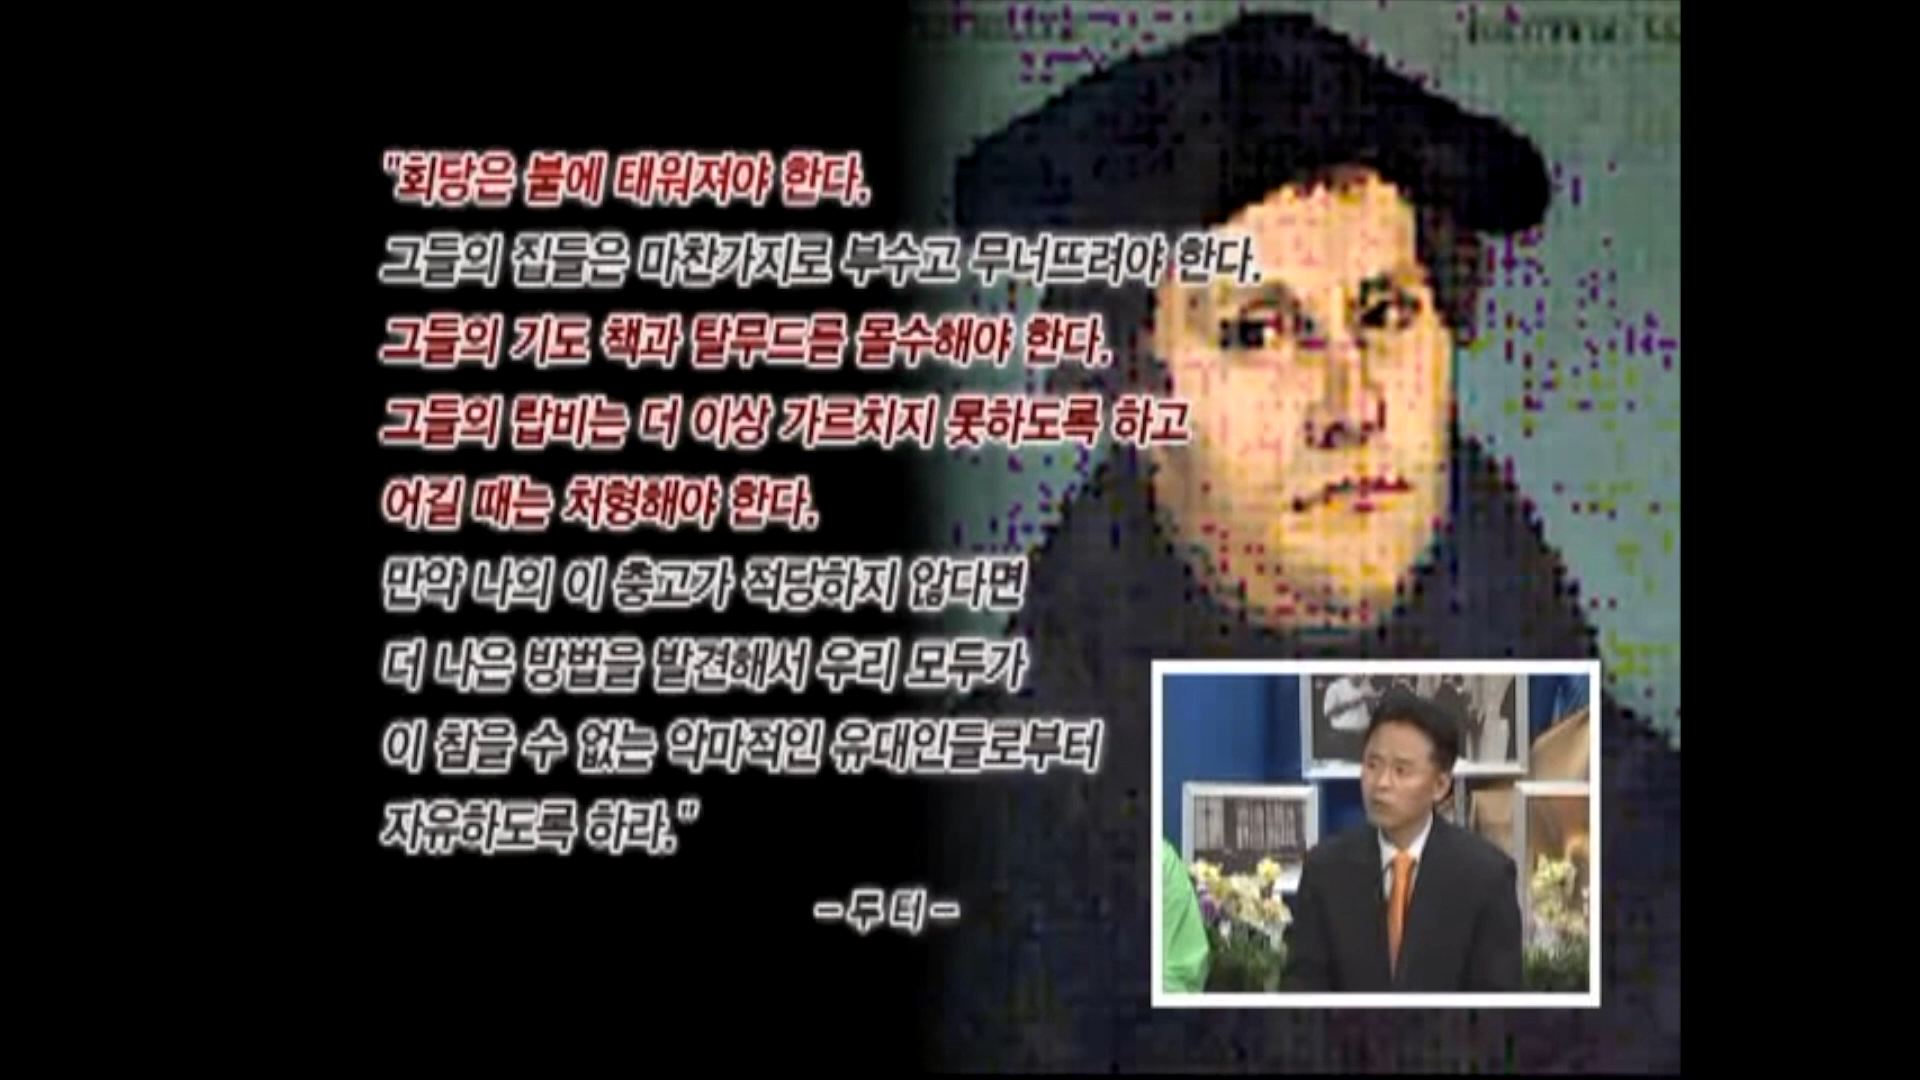 "회당은 불에 태워져야 한다.
그들의 집들은 마찬가지로 부수고 무너뜨려야 한다.
그들의 기도 책과 탈무드를 몰수해야 한다.
그들의 랍비는 더 이상 가르치지 못하도록 하고
어길 때는 처형해야 한다.
만약 나의 이 충고가 적당하지 않다면
더 나은 방법을 발견해서 우리 모두가
이 참을 수 없는 악마적인 유대인들로부터
자유하도록 하라."
- 루 터 -